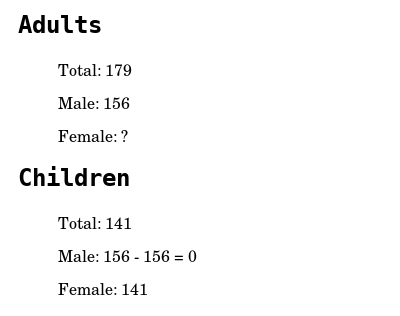 Adults
Total: 179
Male: 156
Female: ?
Children
Total: 141
Male: 156 - 156 = 0
Female: 141